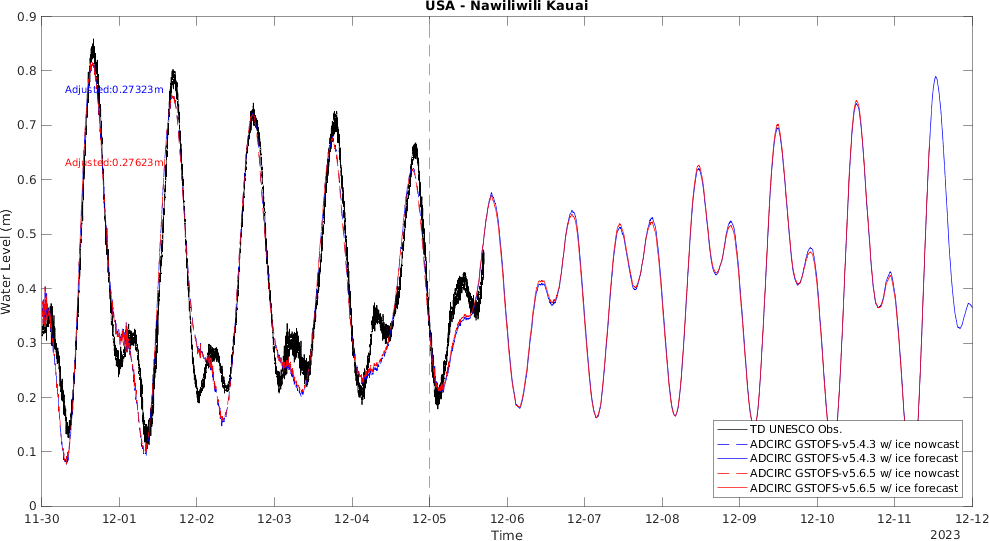 USA - Nawiliwili Kauai
0.9
0.8
0.7
0.6
0.5
0.4
0.3
0.2
0.1
0
Water Level (m)
Adjusted:0.27323m
Adjusted:0.27623m
TD UNESCO Obs.
ADCIRC GSTOFS-v5.4.3 w/ ice nowcast
ADCIRC GSTOFS-v5.4.3 w/ ice forecast
ADCIRC GSTOFS-v5.6.5 w/ ice nowcast
ADCIRC GSTOFS-v5.6.5 w/ ice forecast
11-30 12-01 12-02 12-03 12-04 12-05 12-06 12-07 12-08 12-09 12-10 12-11 12-12
Time
2023